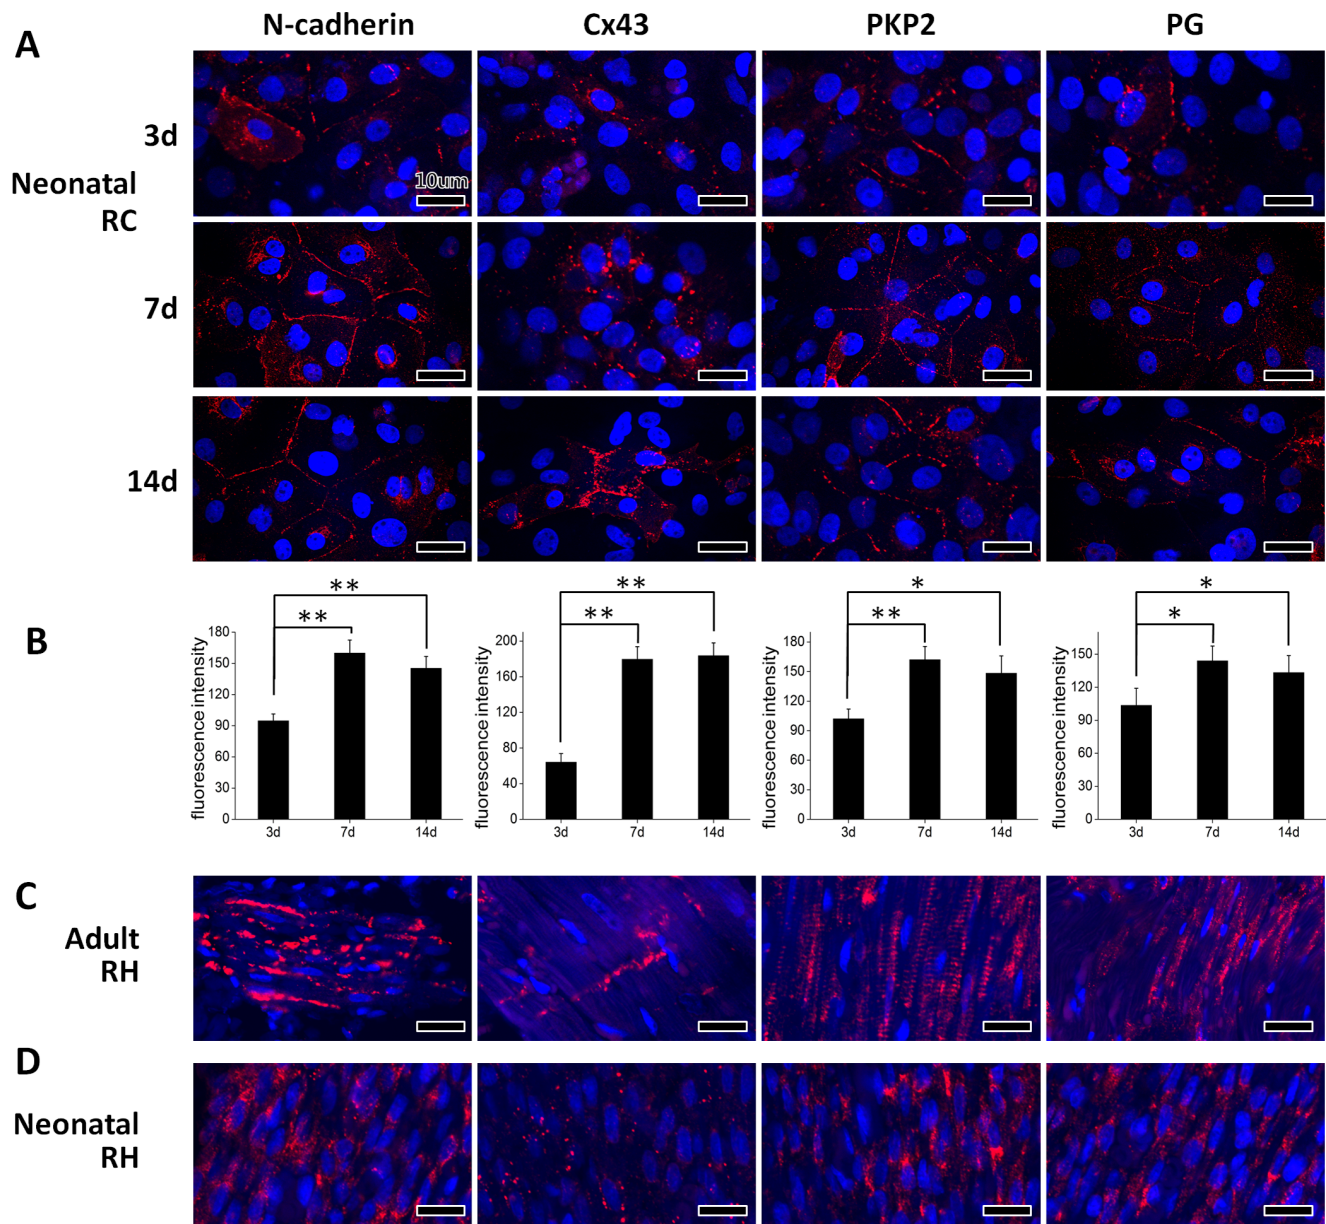 N-cadherin Cx43 PKP2 PG
A
3d
Neonatal
RC
10um
7d
14d
B
** ** * *
** ** ** *
fluorescence intensity
180
150
120
90
60
30
0
3d 7d 14d
fluorescence intensity
200
160
120
80
40
0
3d 7d 14d
fluorescence intensity
180
150
120
90
60
30
0
3d 7d 14d
fluorescence intensity
150
120
90
60
30
0
3d 7d 14d
C
Adult
RH
D
Neonatal
RH